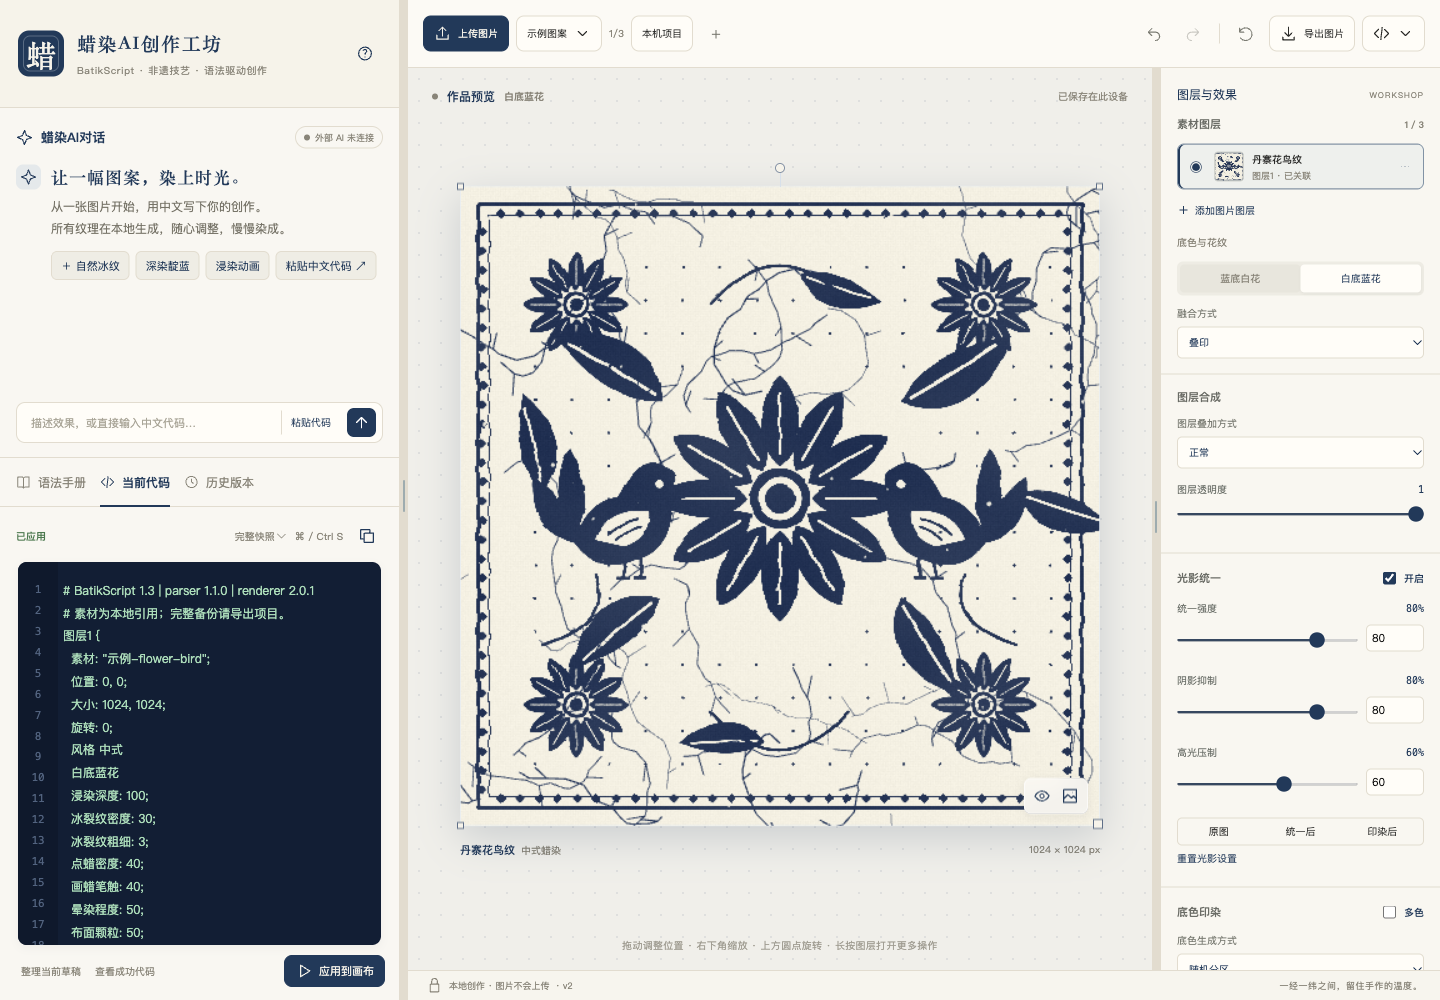 蜡
蜡染AI创作工坊
BatikScript · 非遗技艺 · 语法驱动创作
蜡染AI对话
外部 AI 未连接
让一幅图案，染上时光。
从一张图片开始，用中文写下你的创作。
所有纹理在本地生成，随心调整，慢慢染成。
+ 自然冰纹
深染靛蓝
浸染动画
粘贴中文代码 ↗
描述效果，或直接输入中文代码...
粘贴代码
语法手册
当前代码
历史版本
已应用
完整快照
⌘ / Ctrl S
1 # BatikScript 1.3 | parser 1.1.0 | renderer 2.0.1
2 # 素材为本地引用；完整备份请导出项目。
3 图层1 {
4 素材: "示例-flower-bird";
5 位置: 0, 0;
6 大小: 1024, 1024;
7 旋转: 0;
8 风格 中式
9 白底蓝花
10 浸染深度: 100;
11 冰裂纹密度: 30;
12 冰裂纹粗细: 3;
13 点蜡密度: 40;
14 画蜡笔触: 40;
15 晕染程度: 50;
16 布面颗粒: 50;
17
18
整理当前草稿
查看成功代码
应用到画布
上传图片
示例图案
1/3
本机项目
+
导出图片
作品预览
白底蓝花
已保存在此设备
丹寨花鸟纹
中式蜡染
1024 × 1024 px
拖动调整位置 · 右下角缩放 · 上方圆点旋转 · 长按图层打开更多操作
本地创作 · 图片不会上传 · v2
一经一纬之间，留住手作的温度。
图层与效果
WORKSHOP
素材图层
1 / 3
丹寨花鸟纹
图层1 · 已关联
...
+ 添加图片图层
底色与花纹
蓝底白花
白底蓝花
融合方式
叠印
图层合成
图层叠加方式
正常
图层透明度
1
光影统一
开启
统一强度
80%
80
阴影抑制
80%
80
高光压制
60%
60
原图
统一后
印染后
重置光影设置
底色印染
多色
底色生成方式
随机分区